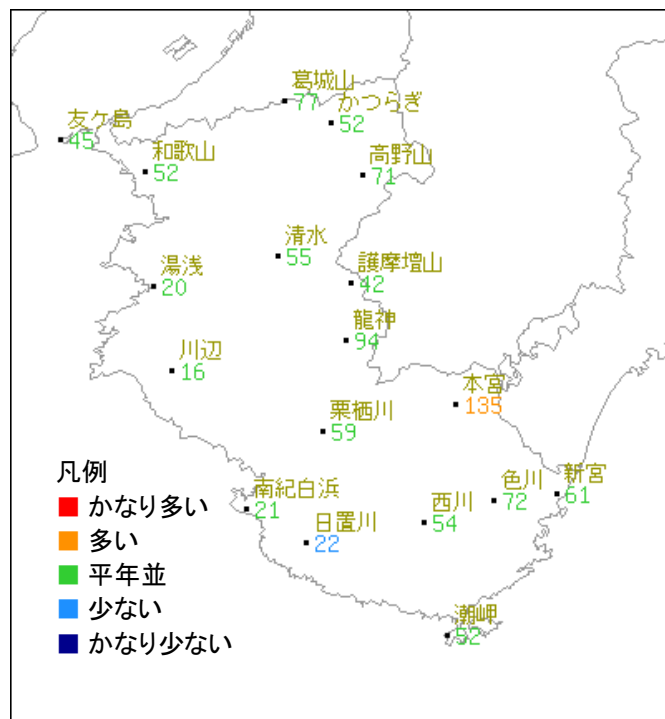 葛城山
77
かつらぎ
52
友ケ島
45
和歌山
52
高野山
71
清水
55
護摩壇山
42
湯浅
20
龍神
94
川辺
16
本宮
135
栗栖川
59
凡例
かなり多い
多い
平年並
少ない
かなり少ない
南紀白浜
21
日置川
22
西川
54
色川
72
新宮
61
潮岬
52